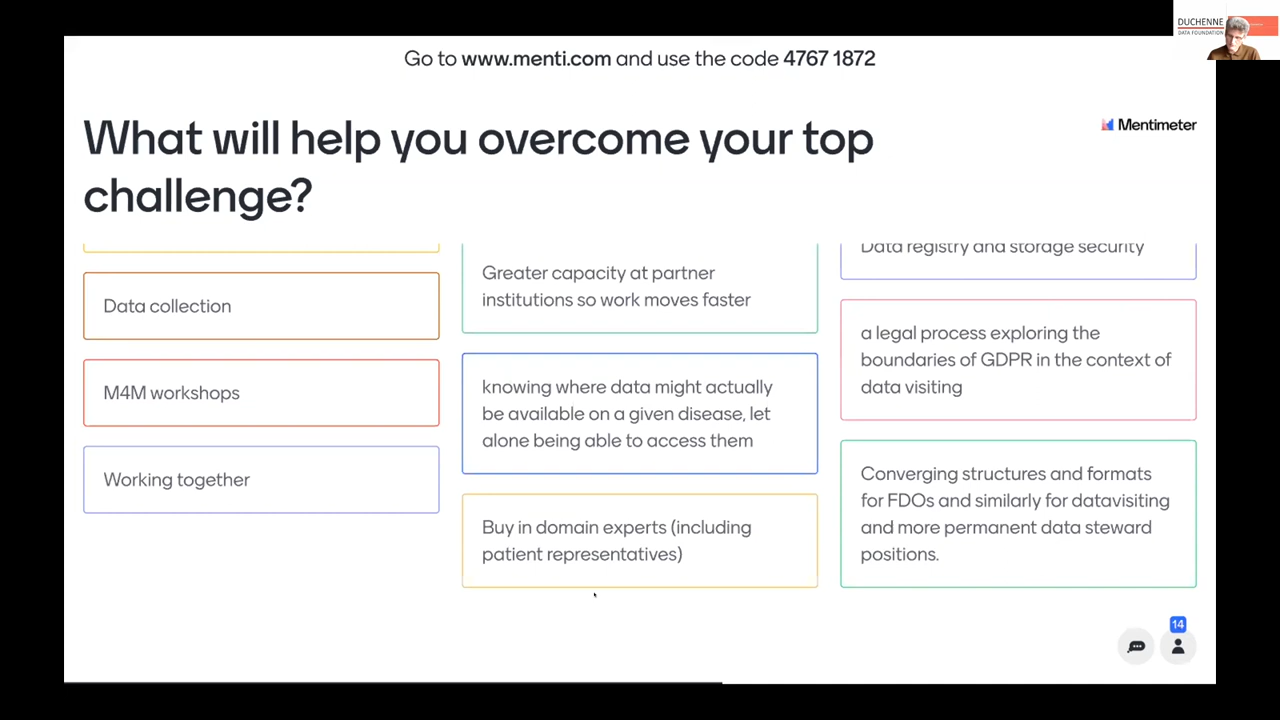 Go to www.menti.com and use the code 4767 1872
DUCHENNE
DATA FOUNDATION
What will help you overcome your top
challenge?
Mentimeter
Data collection
M4M workshops
Working together
Greater capacity at partner
institutions so work moves faster
knowing where data might actually
be available on a given disease, let
alone being able to access them
Buy in domain experts (including
patient representatives)
Data registry and storage security
a legal process exploring the
boundaries of GDPR in the context of
data visiting
Converging structures and formats
for FDOs and similarly for datavisiting
and more permanent data steward
positions.
14